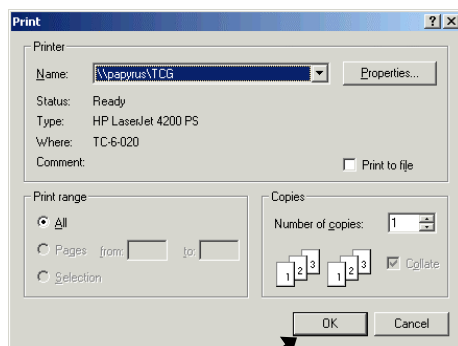 Print
Printer
Name: \\papyrus\TCG Properties...
Status: Ready
Type: HP LaserJet 4200 PS
Where: TC-6-020
Comment: Print to file
Print range
All
Pages from: to:
Selection
Copies
Number of copies: 1
1 2 3 1 2 3 Collate
OK Cancel